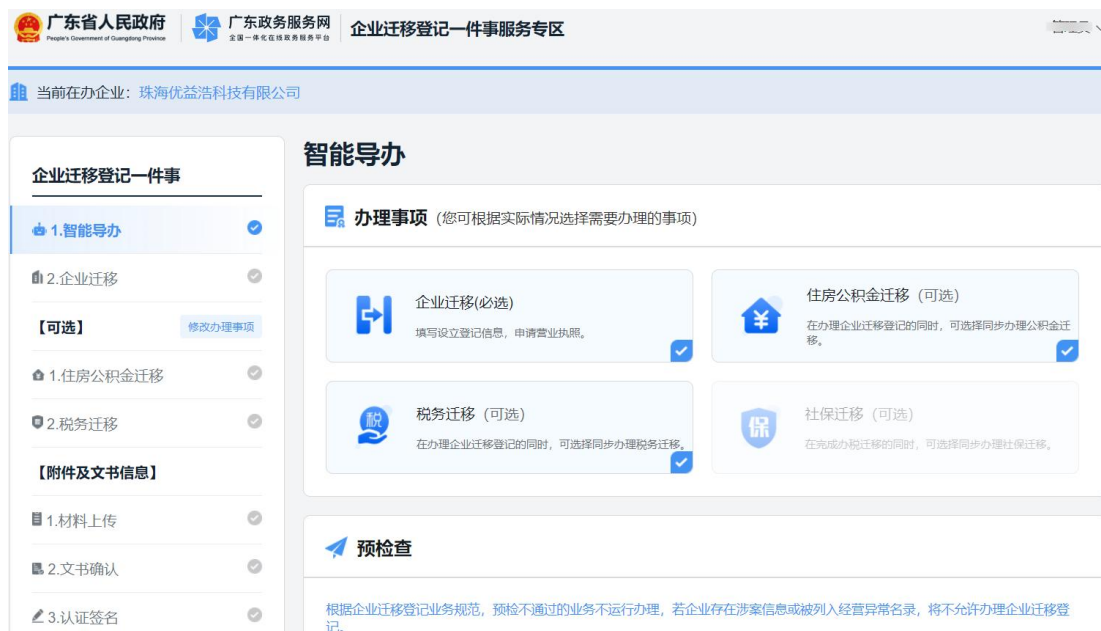 广东省人民政府
People's Government of Guangdong Province
广东政务服务网
全国一体化在线政务服务平台
企业迁移登记一件事服务专区
当前在办企业：珠海优益浩科技有限公司
企业迁移登记一件事
1.智能导办
2.企业迁移
【可选】
修改办理事项
1.住房公积金迁移
2.税务迁移
【附件及文书信息】
1.材料上传
2.文书确认
3.认证签名
智能导办
办理事项（您可根据实际情况选择需要办理的事项）
企业迁移(必选)
填写设立登记信息，申请营业执照。
住房公积金迁移（可选）
在办理企业迁移登记的同时，可选择同步办理公积金迁
移。
税
税务迁移（可选）
在办理企业迁移登记的同时，可选择同步办理税务迁移。
保
社保迁移（可选）
在完成办税迁移的同时，可选择同步办理社保迁移。
预检查
根据企业迁移登记业务规范，预检不通过的业务不运行办理，若企业存在涉案信息或被列入经营异常名录，将不允许办理企业迁移登
记。